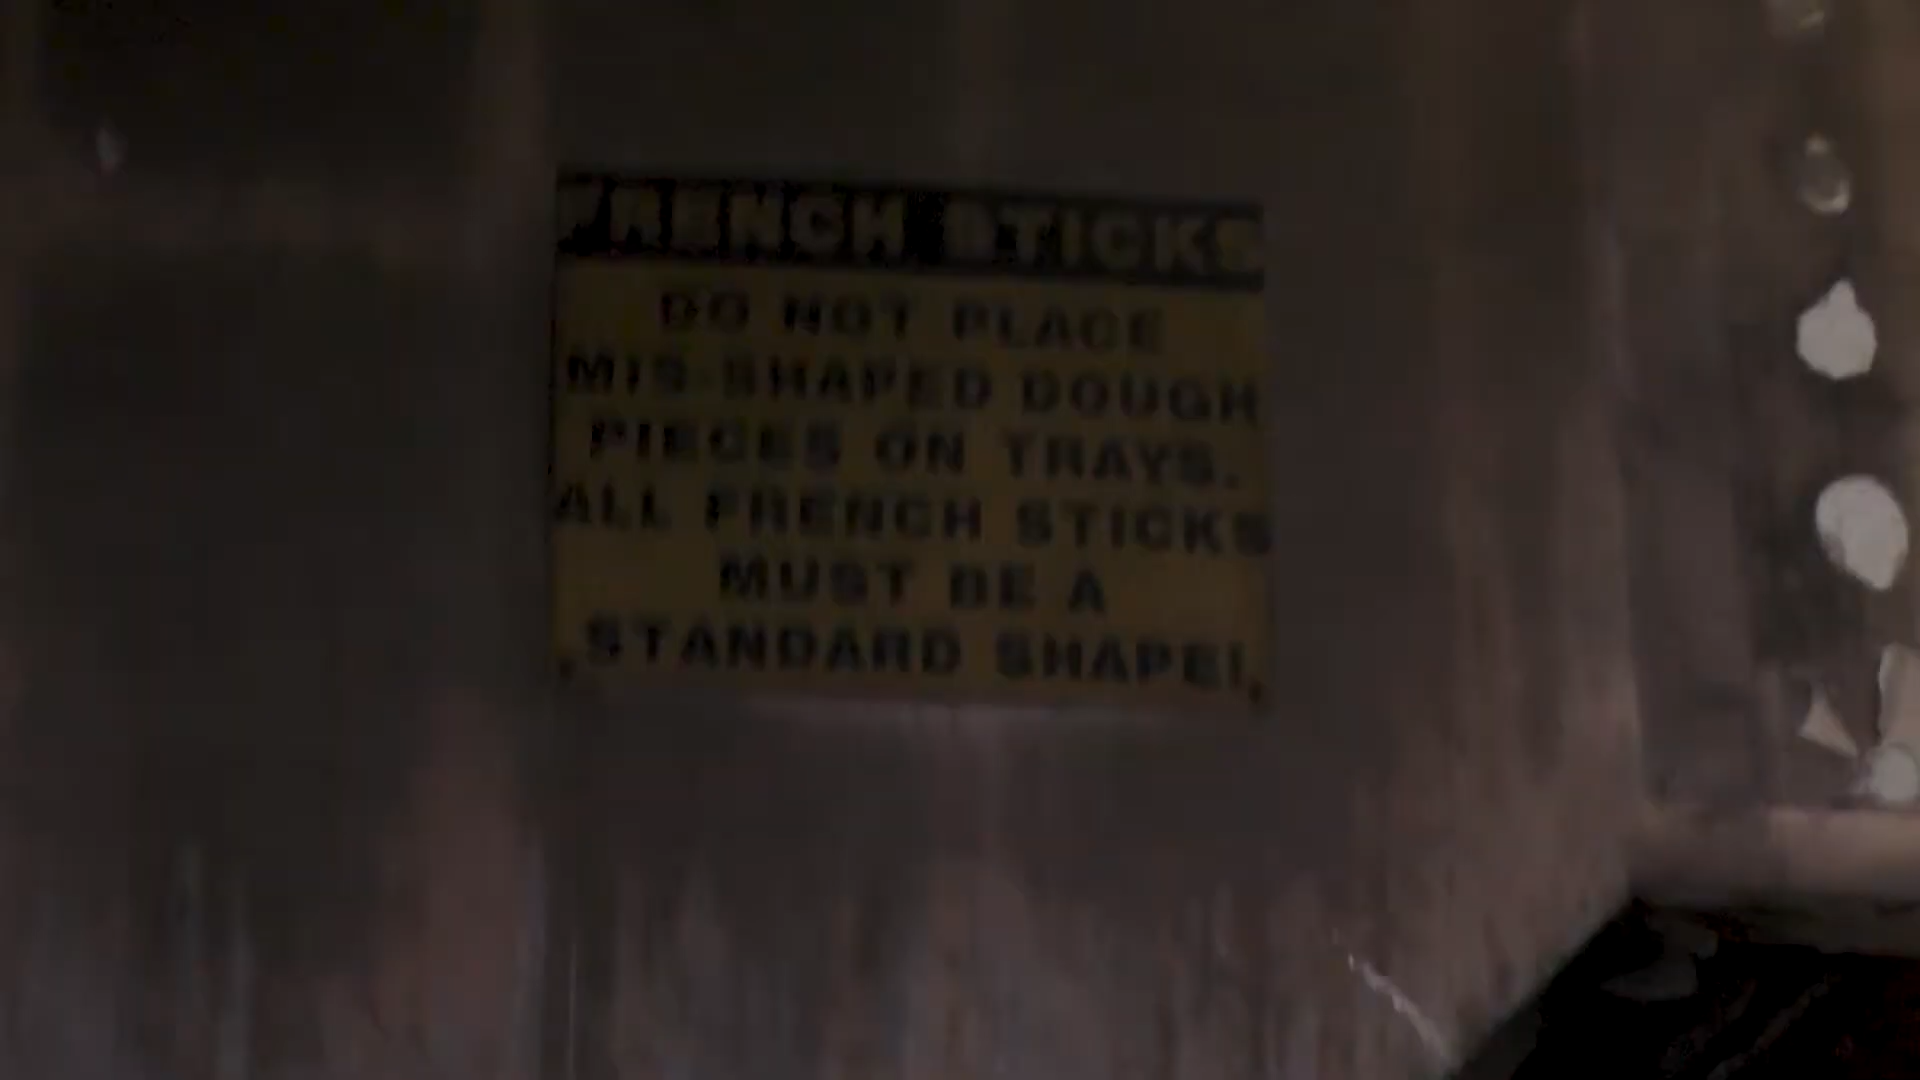 FRENCH STICKS
DO NOT PLACE
MIS-SHAPED DOUGH
PIECES ON TRAYS.
ALL FRENCH STICKS
MUST BE A
STANDARD SHAPE!